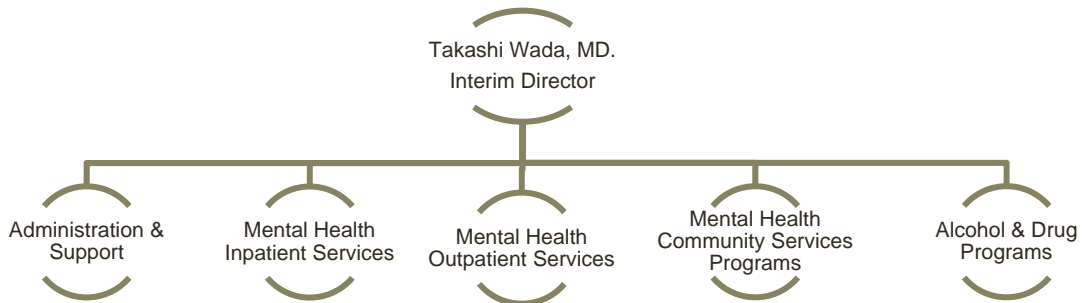 Takashi Wada, MD.
Interim Director
Administration &
Support
Mental Health
Inpatient Services
Mental Health
Outpatient Services
Mental Health
Community Services
Programs
Alcohol & Drug
Programs